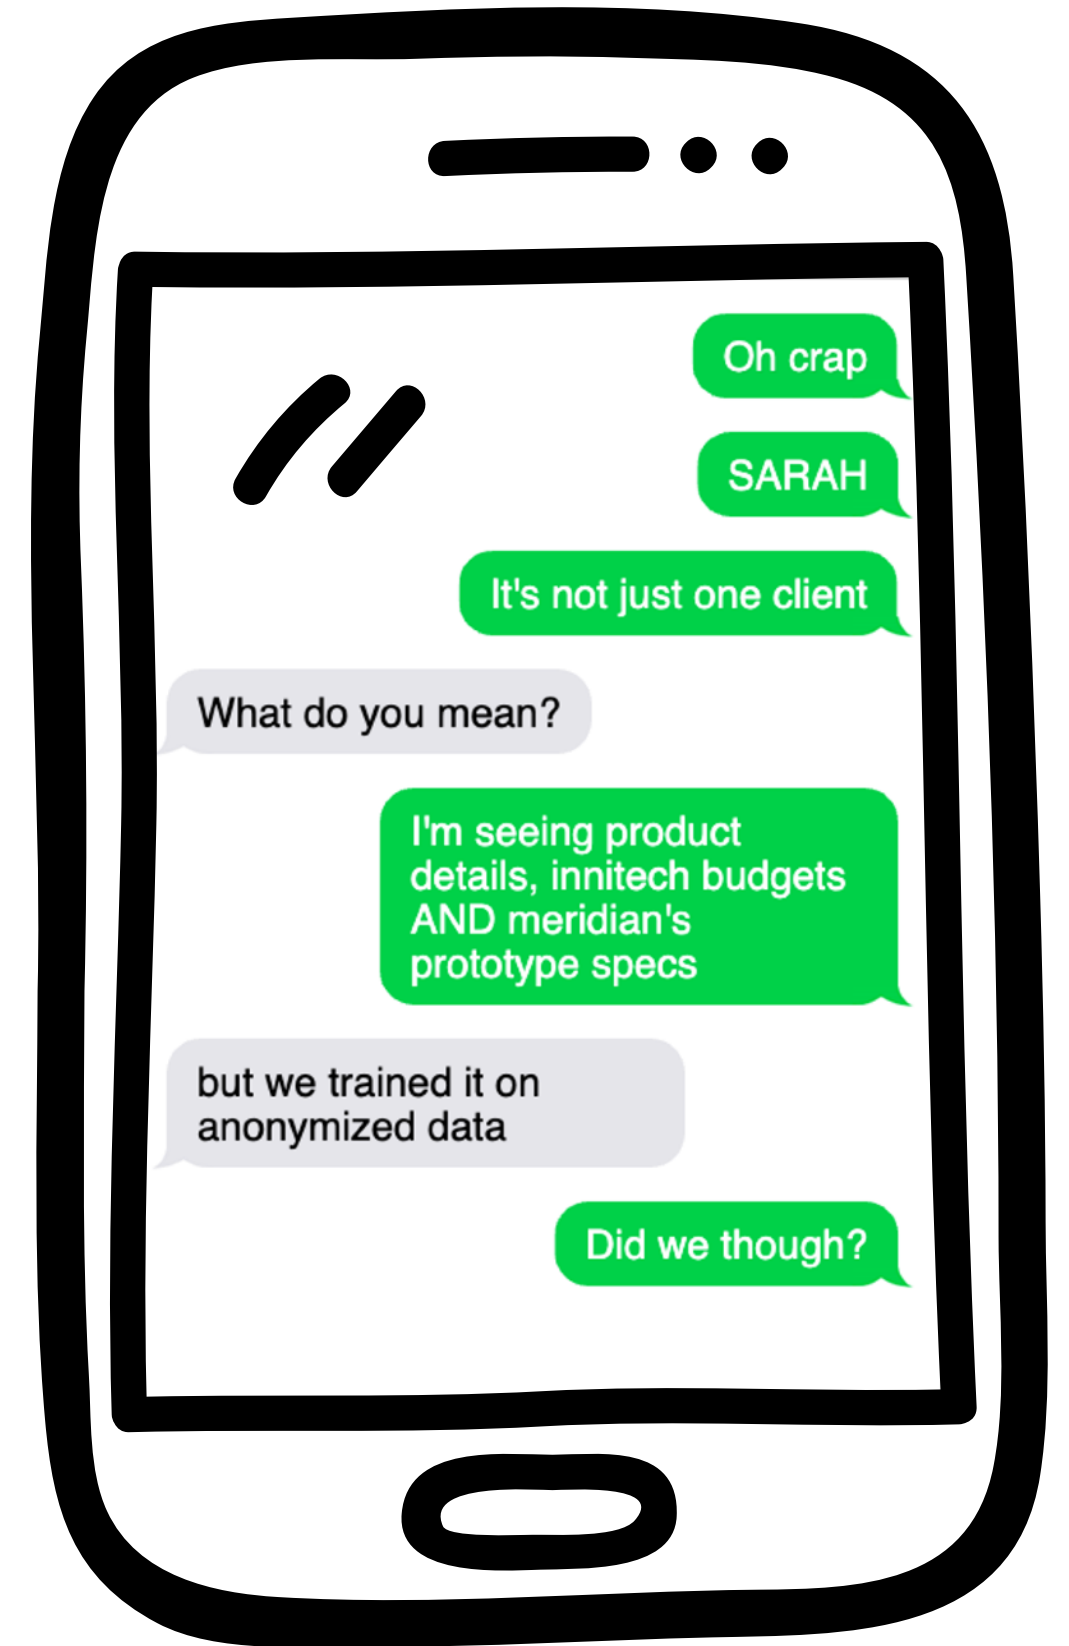 Oh crap
SARAH
It's not just one client
What do you mean?
I'm seeing product
details, innitech budgets
AND meridian's
prototype specs
but we trained it on
anonymized data
Did we though?